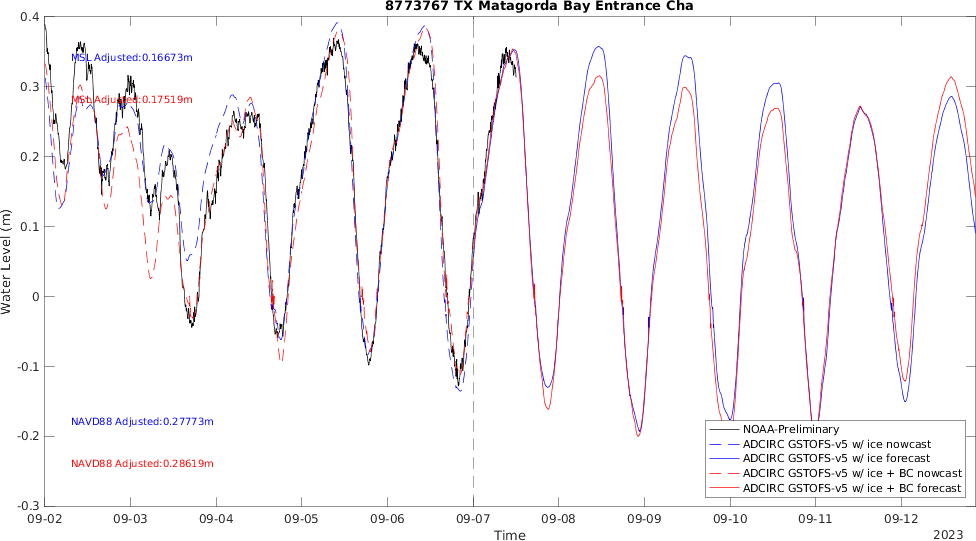 8773767 TX Matagorda Bay Entrance Cha
0.4
0.3
0.2
0.1
0
-0.1
-0.2
-0.3
Water Level (m)
MSL Adjusted:0.16673m
MSL Adjusted:0.17519m
NAVD88 Adjusted:0.27773m
NAVD88 Adjusted:0.28619m
NOAA-Preliminary
ADCIRC GSTOFS-v5 w/ ice nowcast
ADCIRC GSTOFS-v5 w/ ice forecast
ADCIRC GSTOFS-v5 w/ ice + BC nowcast
ADCIRC GSTOFS-v5 w/ ice + BC forecast
09-02 09-03 09-04 09-05 09-06 09-07 09-08 09-09 09-10 09-11 09-12
Time
2023